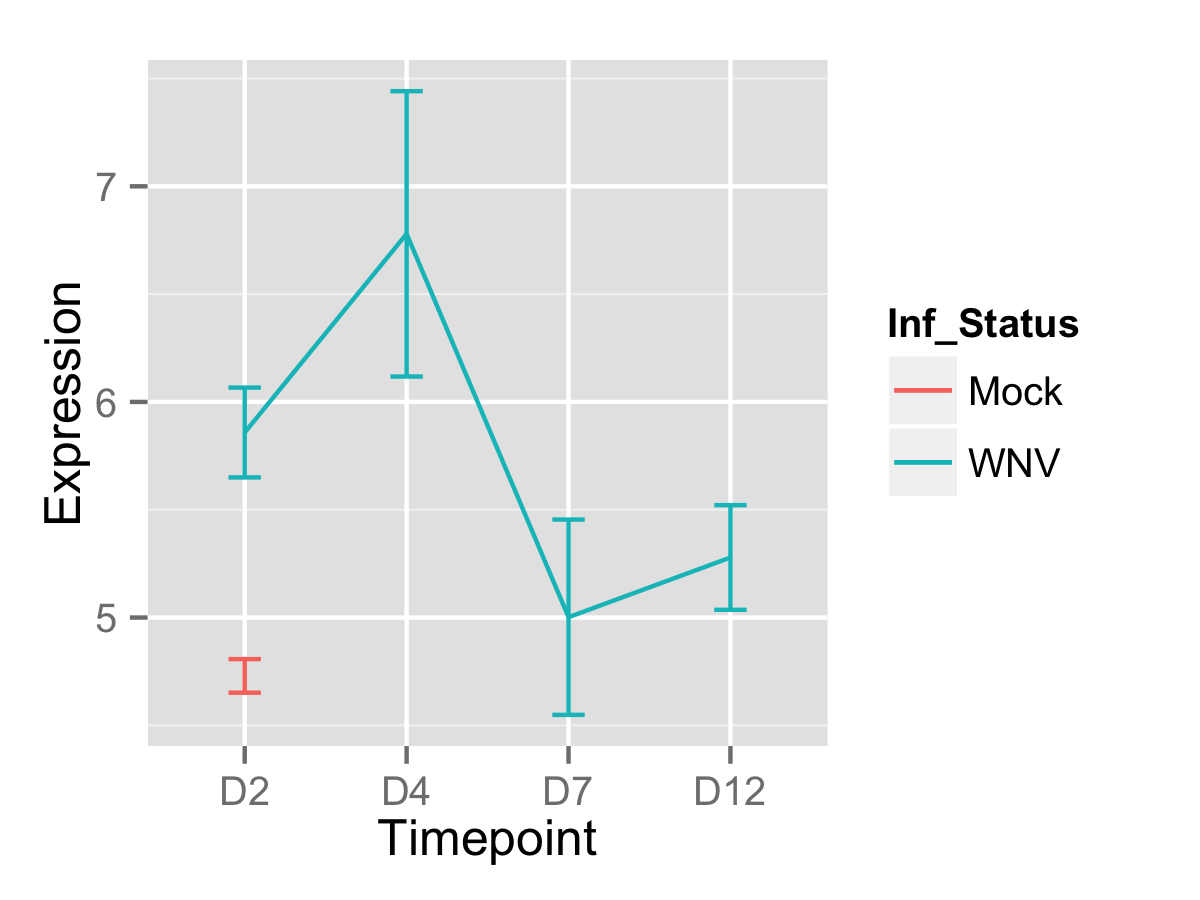 7
6
5
Expression
D2 D4 D7 D12
Timepoint
Inf_Status
Mock
WNV